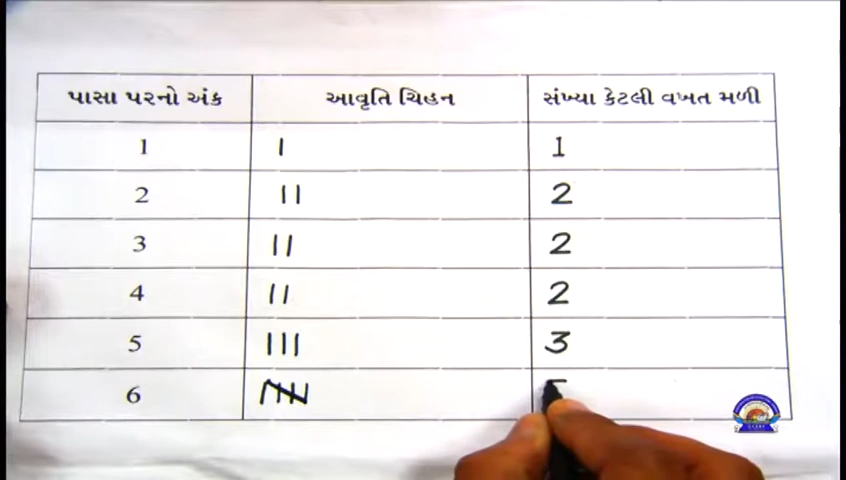 પાસા પરનો અંક આવૃતિ ચિહન સંખ્યા કેટલી વખત મળી
1 I 1
2 II 2
3 II 2
4 II 2
5 III 3
6